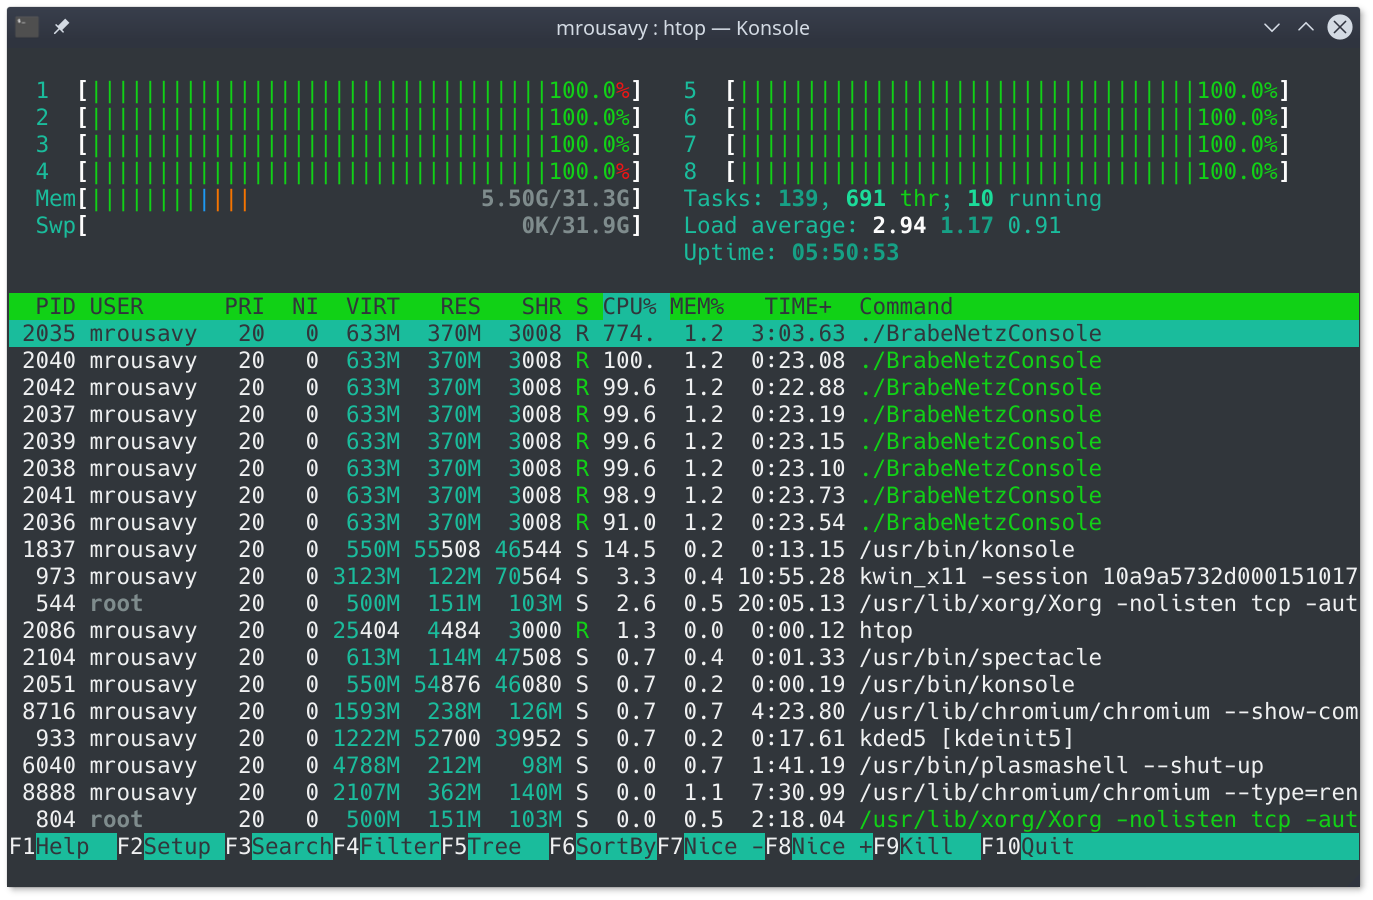 mrousavy : htop — Konsole
1 [||||||||||||||||||||||||||||||||||100.0%] 5 [||||||||||||||||||||||||||||||||||100.0%]
2 [||||||||||||||||||||||||||||||||||100.0%] 6 [||||||||||||||||||||||||||||||||||100.0%]
3 [||||||||||||||||||||||||||||||||||100.0%] 7 [||||||||||||||||||||||||||||||||||100.0%]
4 [||||||||||||||||||||||||||||||||||100.0%] 8 [||||||||||||||||||||||||||||||||||100.0%]
Mem[|||||||||||| 5.50G/31.3G] Tasks: 139, 691 thr; 10 running
Swp[ 0K/31.9G] Load average: 2.94 1.17 0.91
Uptime: 05:50:53
PID USER PRI NI VIRT RES SHR S CPU% MEM% TIME+ Command
2035 mrousavy 20 0 633M 370M 3008 R 774. 1.2 3:03.63 ./BrabeNetzConsole
2040 mrousavy 20 0 633M 370M 3008 R 100. 1.2 0:23.08 ./BrabeNetzConsole
2042 mrousavy 20 0 633M 370M 3008 R 99.6 1.2 0:22.88 ./BrabeNetzConsole
2037 mrousavy 20 0 633M 370M 3008 R 99.6 1.2 0:23.19 ./BrabeNetzConsole
2039 mrousavy 20 0 633M 370M 3008 R 99.6 1.2 0:23.15 ./BrabeNetzConsole
2038 mrousavy 20 0 633M 370M 3008 R 99.6 1.2 0:23.10 ./BrabeNetzConsole
2041 mrousavy 20 0 633M 370M 3008 R 98.9 1.2 0:23.73 ./BrabeNetzConsole
2036 mrousavy 20 0 633M 370M 3008 R 91.0 1.2 0:23.54 ./BrabeNetzConsole
1837 mrousavy 20 0 550M 55508 46544 S 14.5 0.2 0:13.15 /usr/bin/konsole
973 mrousavy 20 0 3123M 122M 70564 S 3.3 0.4 10:55.28 kwin_x11 -session 10a9a5732d000151017
544 root 20 0 500M 151M 103M S 2.6 0.5 20:05.13 /usr/lib/xorg/Xorg -nolisten tcp -aut
2086 mrousavy 20 0 25404 4484 3000 R 1.3 0.0 0:00.12 htop
2104 mrousavy 20 0 613M 114M 47508 S 0.7 0.4 0:01.33 /usr/bin/spectacle
2051 mrousavy 20 0 550M 54876 46080 S 0.7 0.2 0:00.19 /usr/bin/konsole
8716 mrousavy 20 0 1593M 238M 126M S 0.7 0.7 4:23.80 /usr/lib/chromium/chromium --show-com
933 mrousavy 20 0 1222M 52700 39952 S 0.7 0.2 0:17.61 kded5 [kdeinit5]
6040 mrousavy 20 0 4788M 212M 98M S 0.0 0.7 1:41.19 /usr/bin/plasmashell --shut-up
8888 mrousavy 20 0 2107M 362M 140M S 0.0 1.1 7:30.99 /usr/lib/chromium/chromium --type=ren
804 root 20 0 500M 151M 103M S 0.0 0.5 2:18.04 /usr/lib/xorg/Xorg -nolisten tcp -aut
F1Help F2Setup F3SearchF4FilterF5Tree F6SortByF7Nice -F8Nice +F9Kill F10Quit